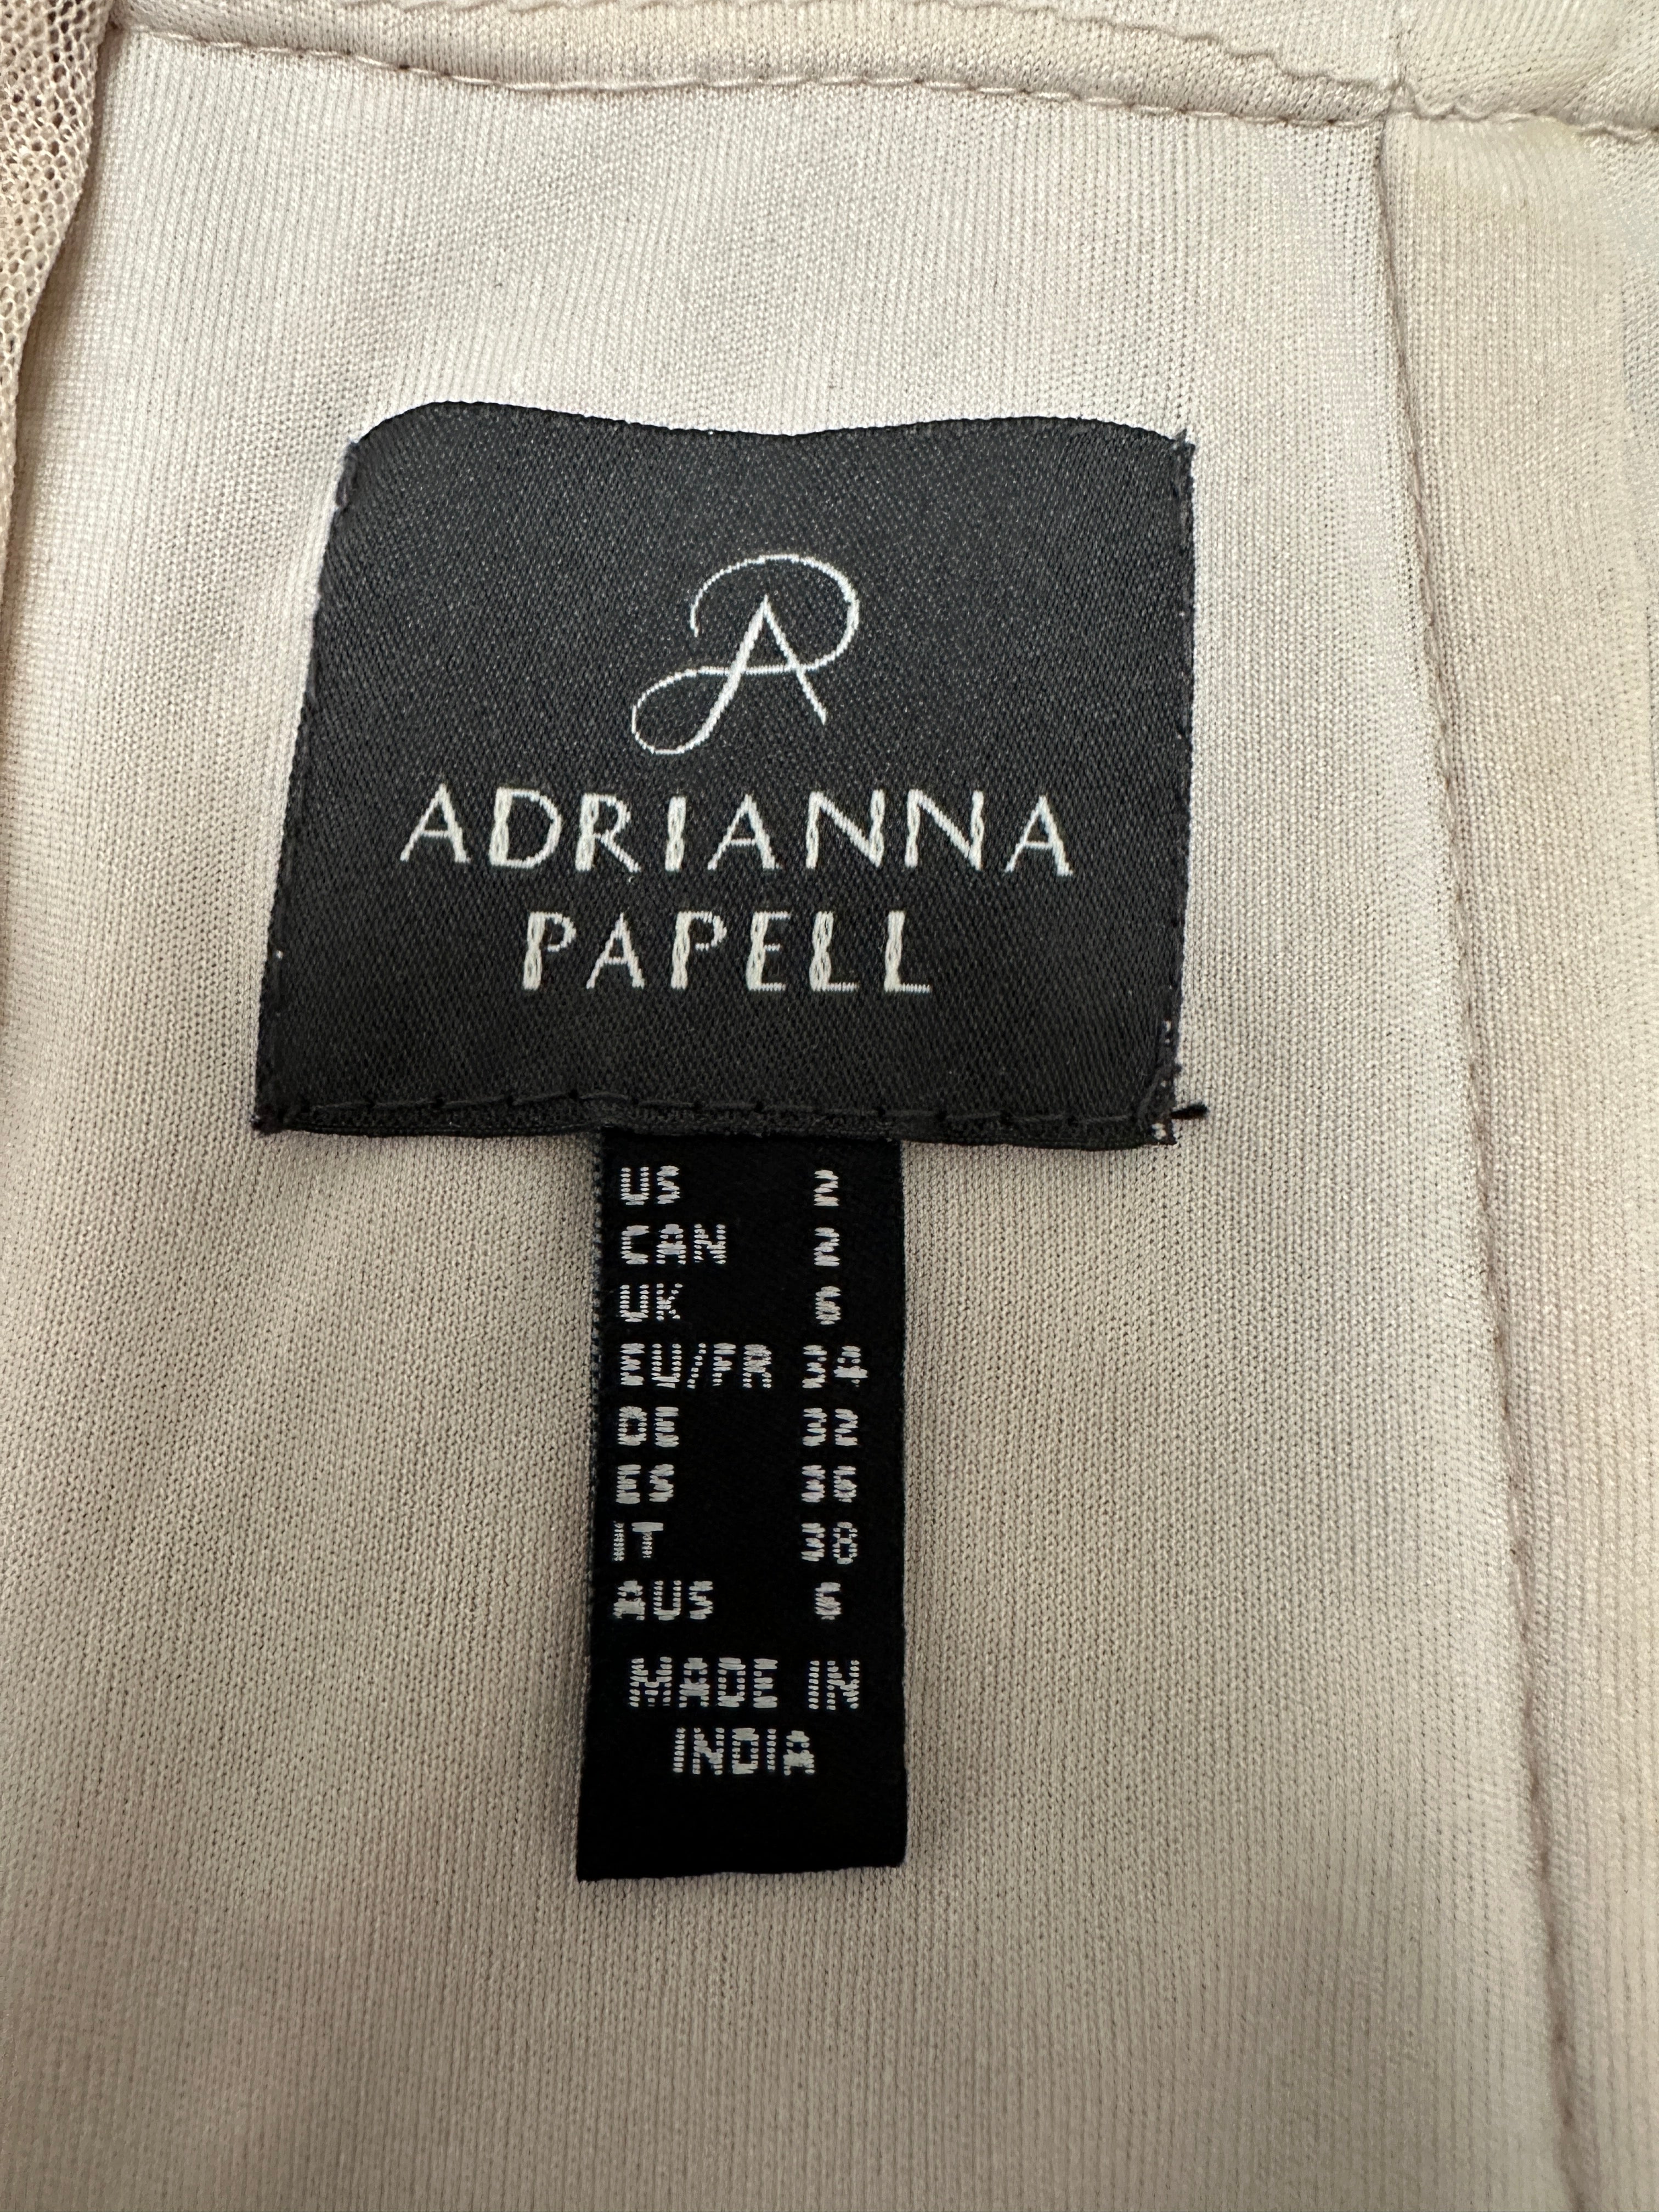 A
ADRIANNA
PAPELL
US 2
CAN 2
UK 6
EU/FR 34
DE 32
ES 36
IT 38
AUS 6
MADE IN
INDIA